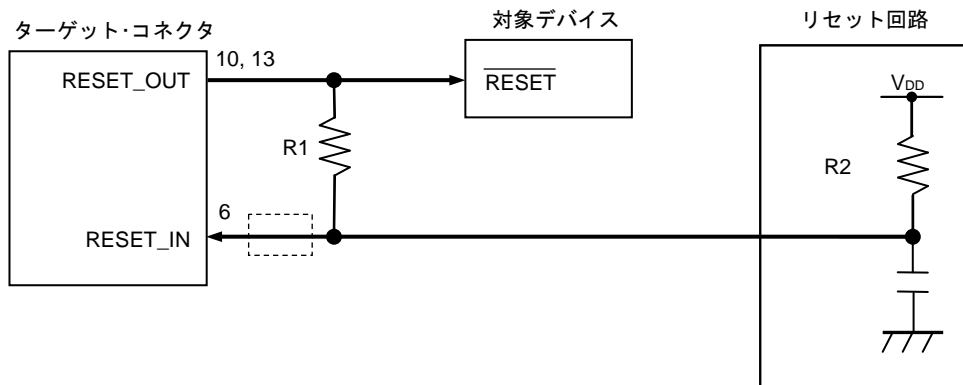 ターゲット・コネクタ
対象デバイス
リセット回路
10, 13
RESET_OUT
RESET
VDD
R1
R2
6
RESET_IN